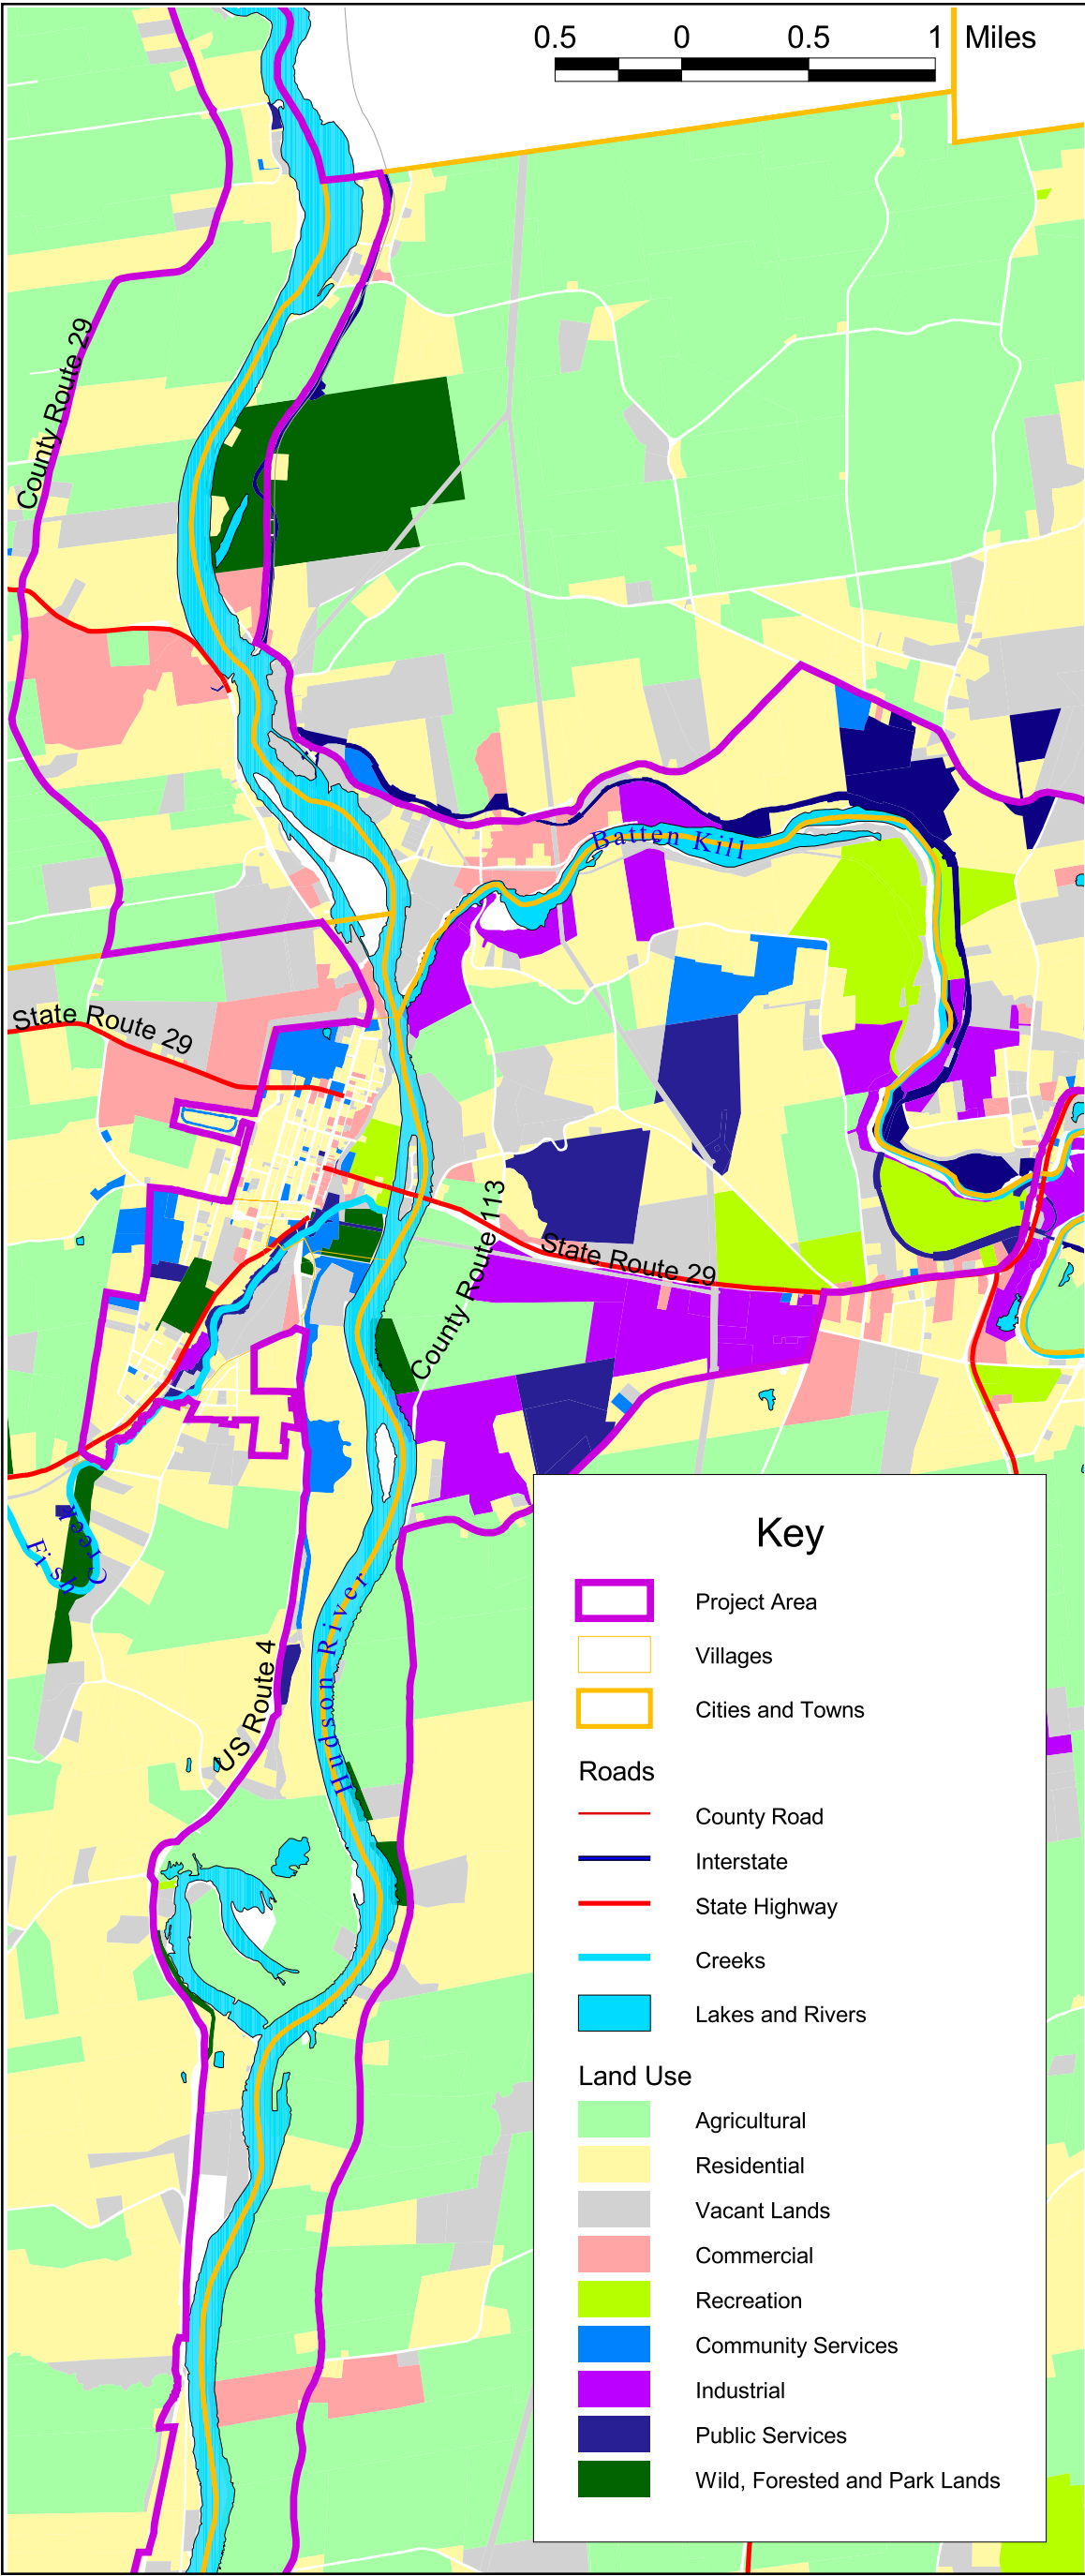 0.5 0 0.5 1 Miles
County Route 29
Batten Kill
State Route 29
County Route 113
State Route 29
Fish Creek
Hudson River
US Route 4
Key
Project Area
Villages
Cities and Towns
Roads
County Road
Interstate
State Highway
Creeks
Lakes and Rivers
Land Use
Agricultural
Residential
Vacant Lands
Commercial
Recreation
Community Services
Industrial
Public Services
Wild, Forested and Park Lands